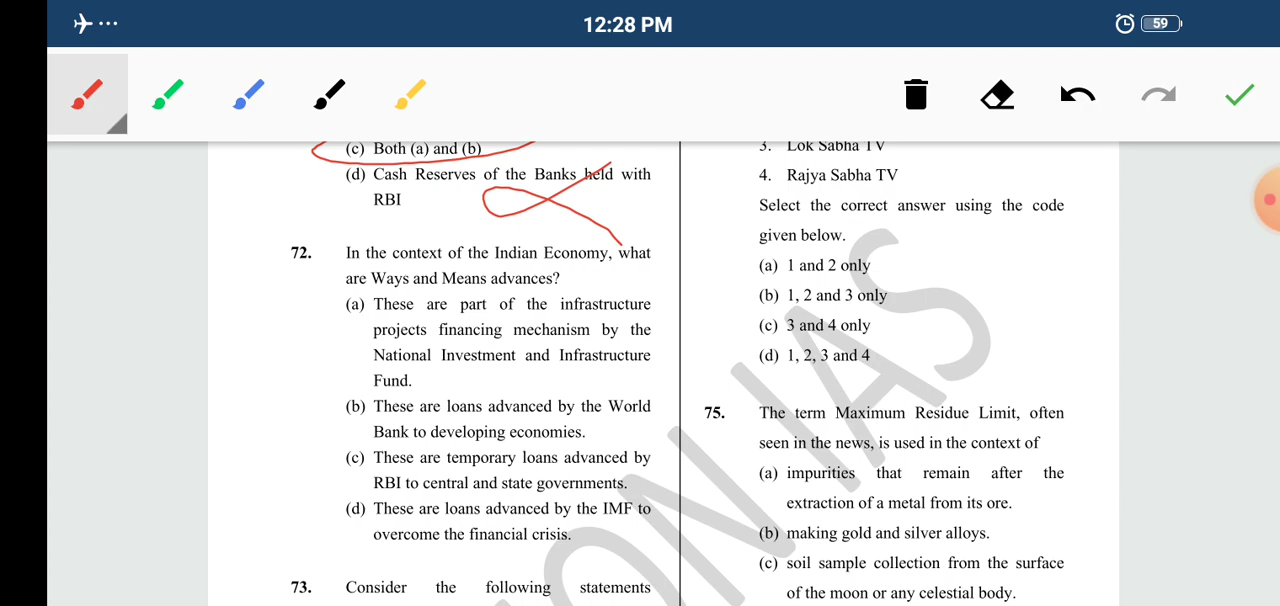 12:28 PM
59
(c) Both (a) and (b)
(d) Cash Reserves of the Banks held with
RBI
72. In the context of the Indian Economy, what
are Ways and Means advances?
(a) These are part of the infrastructure
projects financing mechanism by the
National Investment and Infrastructure
Fund.
(b) These are loans advanced by the World
Bank to developing economies.
(c) These are temporary loans advanced by
RBI to central and state governments.
(d) These are loans advanced by the IMF to
overcome the financial crisis.
73. Consider the following statements
3. Lok Sabha TV
4. Rajya Sabha TV
Select the correct answer using the code
given below.
(a) 1 and 2 only
(b) 1, 2 and 3 only
(c) 3 and 4 only
(d) 1, 2, 3 and 4
75. The term Maximum Residue Limit, often
seen in the news, is used in the context of
(a) impurities that remain after the
extraction of a metal from its ore.
(b) making gold and silver alloys.
(c) soil sample collection from the surface
of the moon or any celestial body.
ON IAS